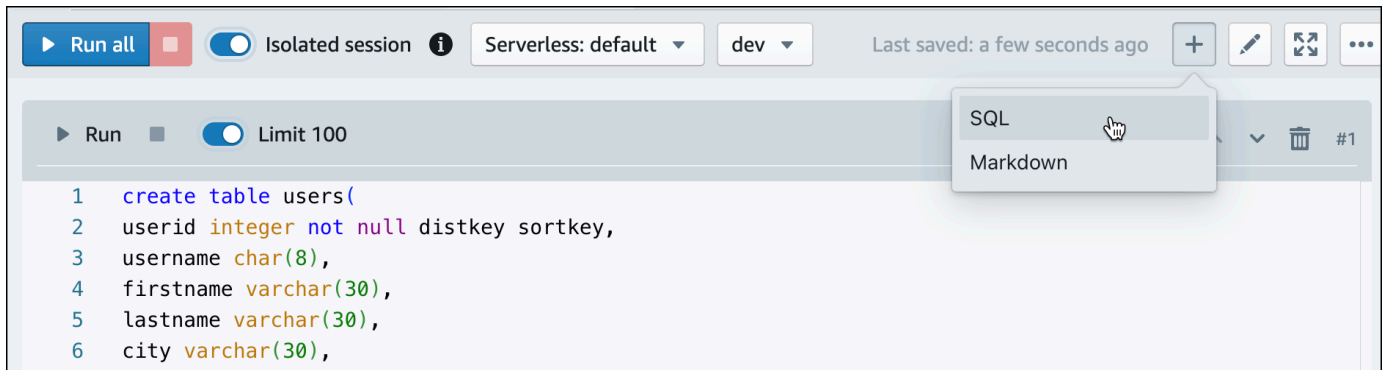 Run all Isolated session Serverless: default dev Last saved: a few seconds ago
SQL
Run Limit 100 #1
Markdown
1 create table users(
2 userid integer not null distkey sortkey,
3 username char(8),
4 firstname varchar(30),
5 lastname varchar(30),
6 city varchar(30),